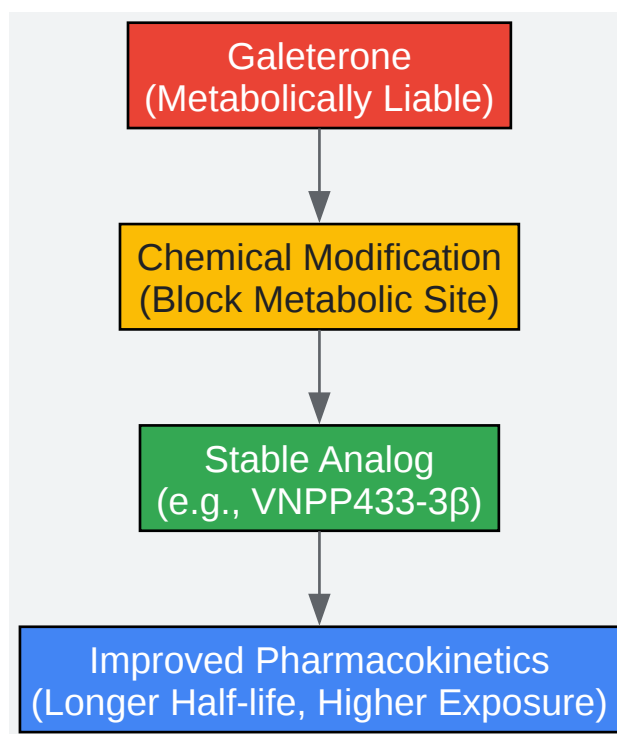 Galeterone
(Metabolically Liable)
Chemical Modification
(Block Metabolic Site)
Stable Analog
(e.g., VNPP433-3β)
Improved Pharmacokinetics
(Longer Half-life, Higher Exposure)